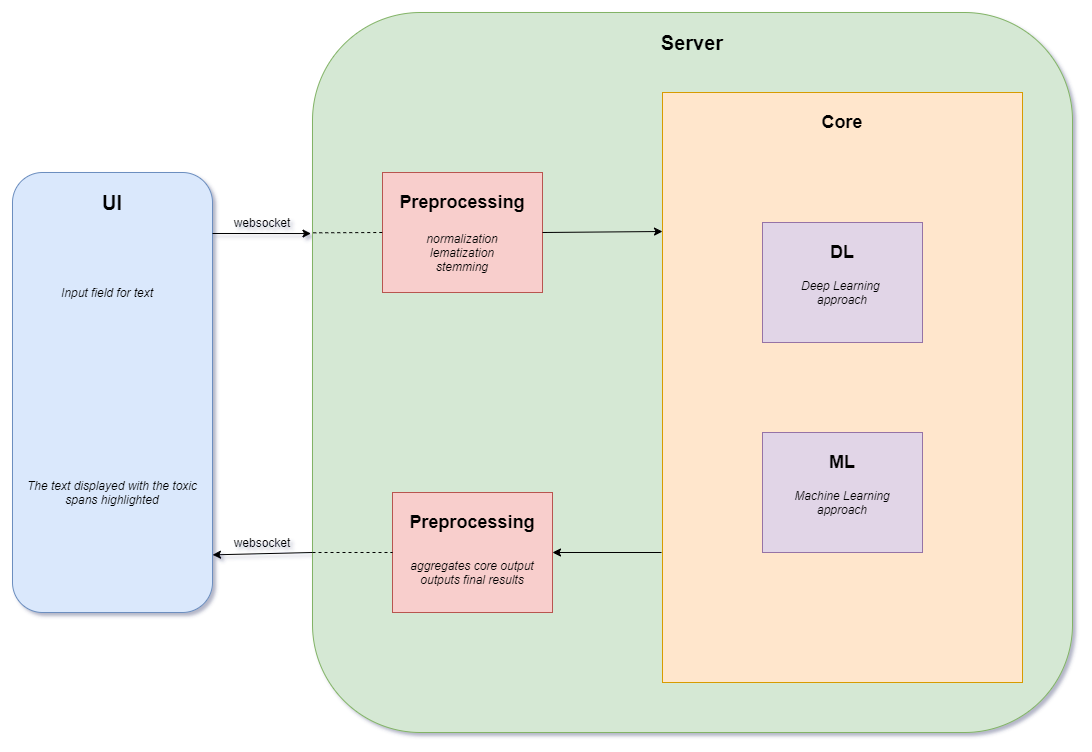 Server
Core
UI
Preprocessing
websocket
normalization
lematization
stemming
DL
Deep Learning
approach
Input field for text
ML
Machine Learning
approach
The text displayed with the toxic
spans highlighted
Preprocessing
websocket
aggregates core output
outputs final results